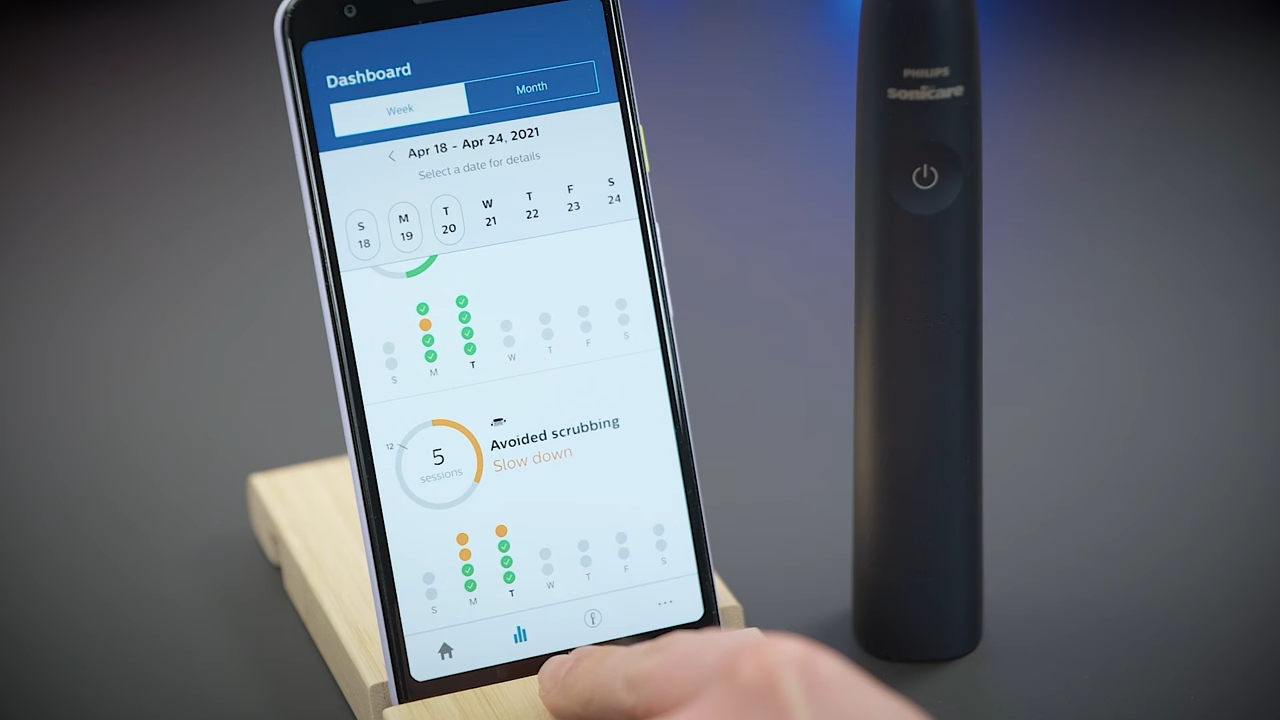 Dashboard
Week Month
Apr 18 - Apr 24, 2021
Select a date for details
S M T W T F S
18 19 20 21 22 23 24
S M T W T F S
12
5
sessions
Avoided scrubbing
Slow down
S M T W T F S
PHILIPS
sonicare